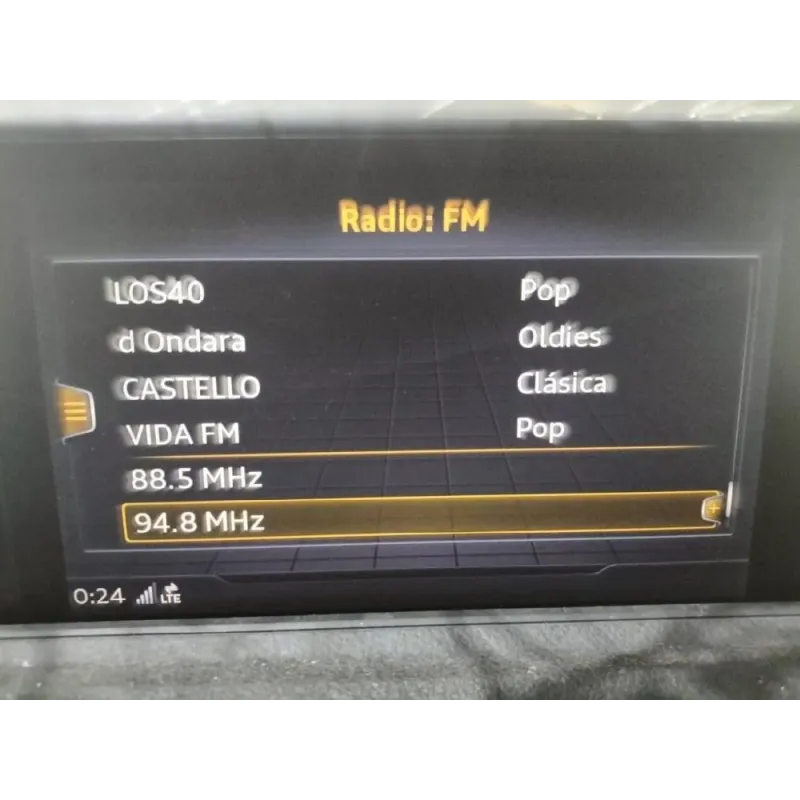 Radio: FM
LOS40 Pop
d Ondara Oldies
CASTELLO Clásica
VIDA FM Pop
88.5 MHz
94.8 MHz
0:24 LTE